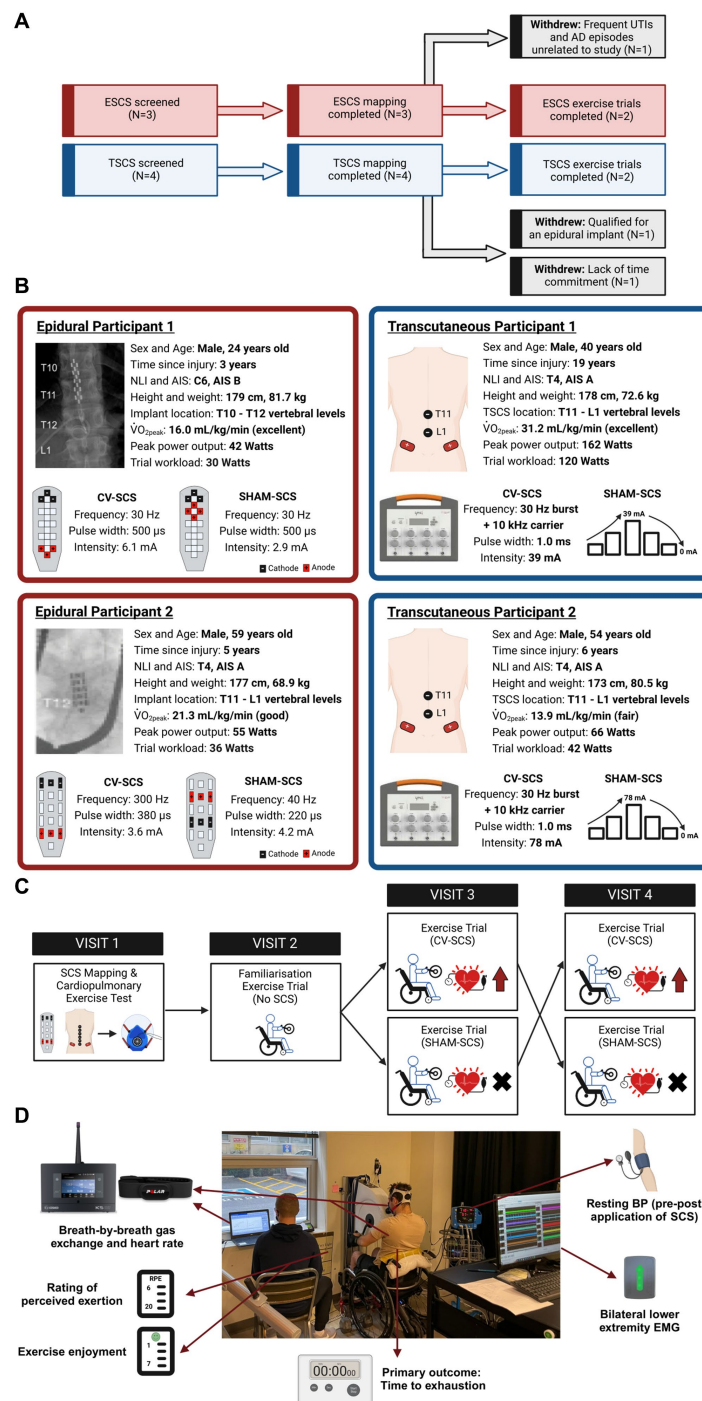 A
Withdrew: Frequent UTIs
and AD episodes
unrelated to study (N=1)
ESCS screened
(N=3)
ESCS mapping
completed (N=3)
ESCS exercise trials
completed (N=2)
TSCS screened
(N=4)
TSCS mapping
completed (N=4)
TSCS exercise trials
completed (N=2)
Withdrew: Qualified for
an epidural implant (N=1)
Withdrew: Lack of time
commitment (N=1)
B
Epidural Participant 1
T10
T11
T12
L1
Sex and Age: Male, 24 years old
Time since injury: 3 years
NLI and AIS: C6, AIS B
Height and weight: 179 cm, 81.7 kg
Implant location: T10 - T12 vertebral levels
V̇O2peak: 16.0 mL/kg/min (excellent)
Peak power output: 42 Watts
Trial workload: 30 Watts
CV-SCS
Frequency: 30 Hz
Pulse width: 500 µs
Intensity: 6.1 mA
SHAM-SCS
Frequency: 30 Hz
Pulse width: 500 µs
Intensity: 2.9 mA
Cathode
Anode
Transcutaneous Participant 1
T11
L1
Sex and Age: Male, 40 years old
Time since injury: 19 years
NLI and AIS: T4, AIS A
Height and weight: 178 cm, 72.6 kg
TSCS location: T11 - L1 vertebral levels
V̇O2peak: 31.2 mL/kg/min (excellent)
Peak power output: 162 Watts
Trial workload: 120 Watts
CV-SCS
Frequency: 30 Hz burst
+ 10 kHz carrier
Pulse width: 1.0 ms
Intensity: 39 mA
SHAM-SCS
39 mA
0 mA
Epidural Participant 2
T12
Sex and Age: Male, 59 years old
Time since injury: 5 years
NLI and AIS: T4, AIS A
Height and weight: 177 cm, 68.9 kg
Implant location: T11 - L1 vertebral levels
V̇O2peak: 21.3 mL/kg/min (good)
Peak power output: 55 Watts
Trial workload: 36 Watts
CV-SCS
Frequency: 300 Hz
Pulse width: 380 µs
Intensity: 3.6 mA
SHAM-SCS
Frequency: 40 Hz
Pulse width: 220 µs
Intensity: 4.2 mA
Cathode
Anode
Transcutaneous Participant 2
T11
L1
Sex and Age: Male, 54 years old
Time since injury: 6 years
NLI and AIS: T4, AIS A
Height and weight: 173 cm, 80.5 kg
TSCS location: T11 - L1 vertebral levels
V̇O2peak: 13.9 mL/kg/min (fair)
Peak power output: 66 Watts
Trial workload: 42 Watts
CV-SCS
Frequency: 30 Hz burst
+ 10 kHz carrier
Pulse width: 1.0 ms
Intensity: 78 mA
SHAM-SCS
78 mA
0 mA
C
VISIT 1
SCS Mapping &
Cardiopulmonary
Exercise Test
VISIT 2
Familiarisation
Exercise Trial
(No SCS)
VISIT 3
Exercise Trial
(CV-SCS)
Exercise Trial
(SHAM-SCS)
VISIT 4
Exercise Trial
(CV-SCS)
Exercise Trial
(SHAM-SCS)
D
POLAR
Breath-by-breath gas
exchange and heart rate
Rating of
perceived exertion
RPE
6
20
Exercise enjoyment
1
7
00:00 00
Primary outcome:
Time to exhaustion
Resting BP (pre-post
application of SCS)
Bilateral lower
extremity EMG